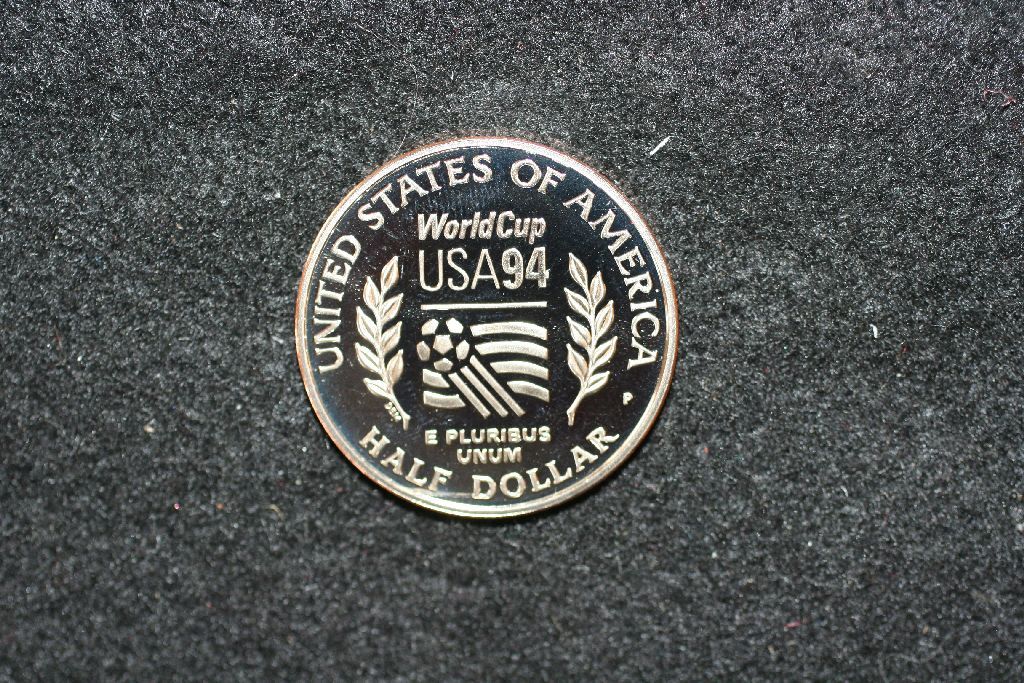 UNITED STATES OF AMERICA
WorldCup
USA94
P
E PLURIBUS
UNUM
HALF DOLLAR